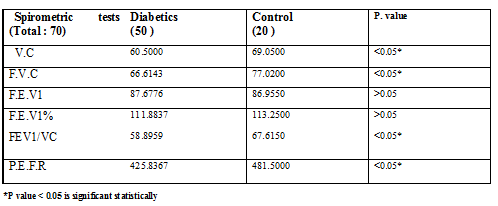 Spirometric tests Diabetics Control P. value
(Total : 70) (50 ) (20 )
V.C 60.5000 69.0500 <0.05*
F.V.C 66.6143 77.0200 <0.05*
F.E.V1 87.6776 86.9550 >0.05
F.E.V1% 111.8837 113.2500 >0.05
FEV1/VC 58.8959 67.6150 <0.05*
P.E.F.R 425.8367 481.5000 <0.05*
*P value < 0.05 is significant statistically